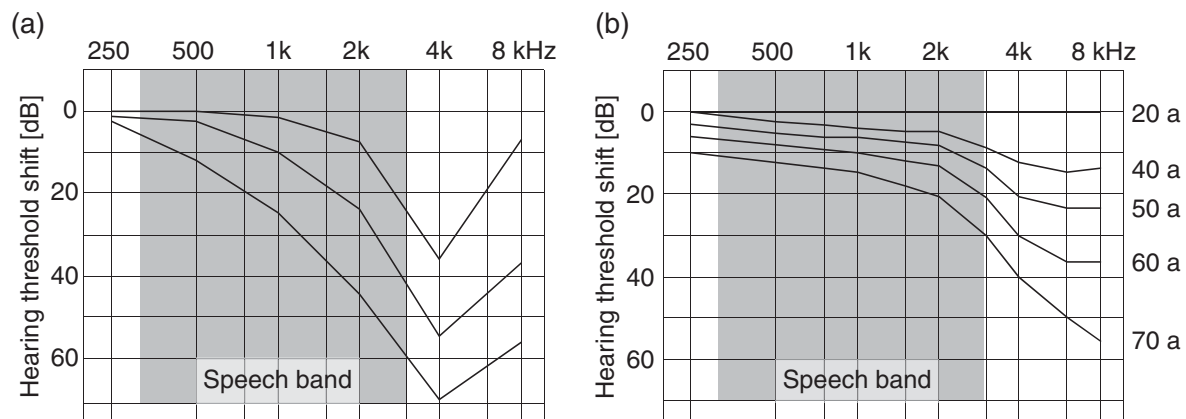 (a)
250 500 1k 2k 4k 8 kHz
Hearing threshold shift [dB]
0
20
40
60
Speech band
(b)
250 500 1k 2k 4k 8 kHz
Hearing threshold shift [dB]
0
20
40
60
Speech band
20 a
40 a
50 a
60 a
70 a